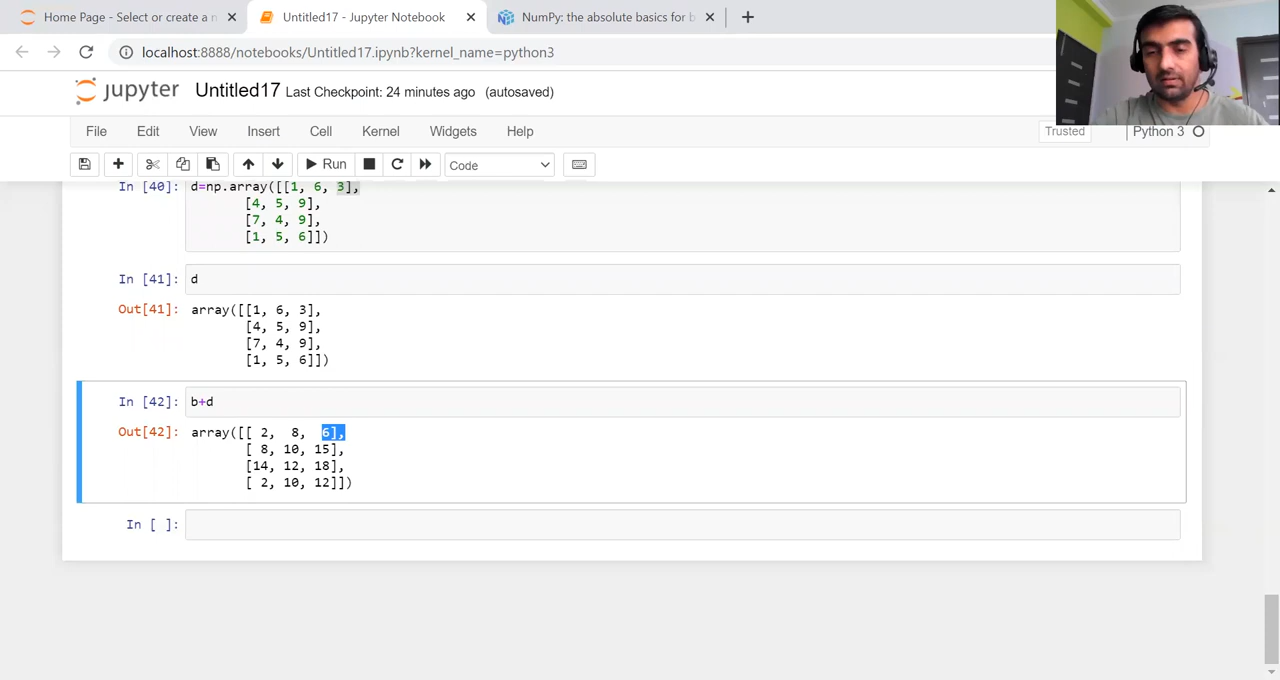 Home Page - Select or create a n
Untitled17 - Jupyter Notebook
NumPy: the absolute basics for b
localhost:8888/notebooks/Untitled17.ipynb?kernel_name=python3
jupyter Untitled17 Last Checkpoint: 24 minutes ago (autosaved)
File Edit View Insert Cell Kernel Widgets Help
Trusted Python 3
Run Code
In [40]: d=np.array([[1, 6, 3],
[4, 5, 9],
[7, 4, 9],
[1, 5, 6]])
In [41]: d
Out[41]: array([[1, 6, 3],
[4, 5, 9],
[7, 4, 9],
[1, 5, 6]])
In [42]: b+d
Out[42]: array([[ 2, 8, 6],
[ 8, 10, 15],
[14, 12, 18],
[ 2, 10, 12]])
In [ ]: